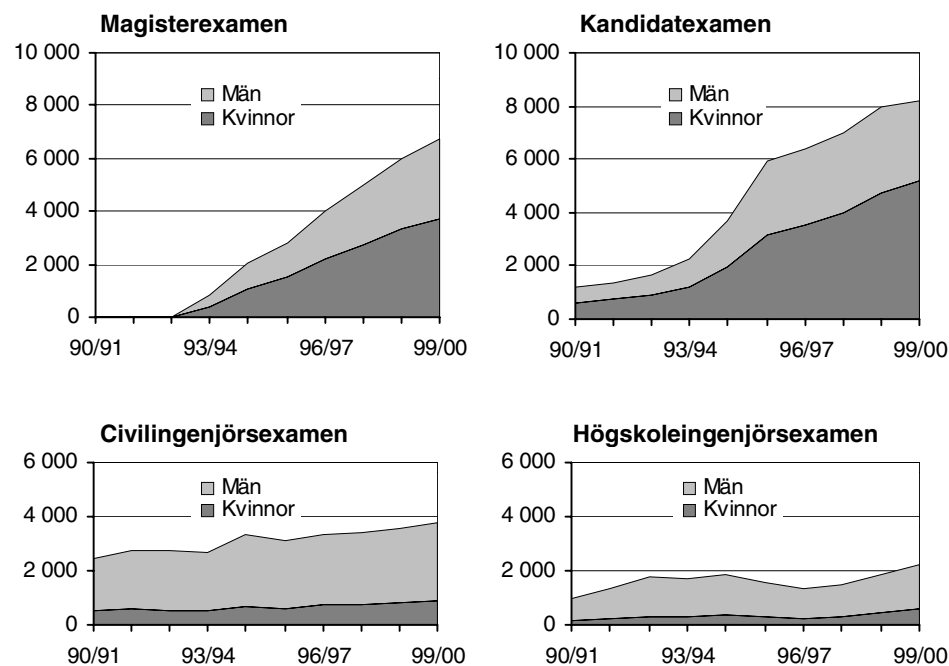 Magisterexamen
10 000
8 000
6 000
4 000
2 000
0
Män
Kvinnor
90/91 93/94 96/97 99/00
Kandidatexamen
10 000
8 000
6 000
4 000
2 000
0
Män
Kvinnor
90/91 93/94 96/97 99/00
Civilingenjörsexamen
6 000
4 000
2 000
0
Män
Kvinnor
90/91 93/94 96/97 99/00
Högskoleingenjörsexamen
6 000
4 000
2 000
0
Män
Kvinnor
90/91 93/94 96/97 99/00